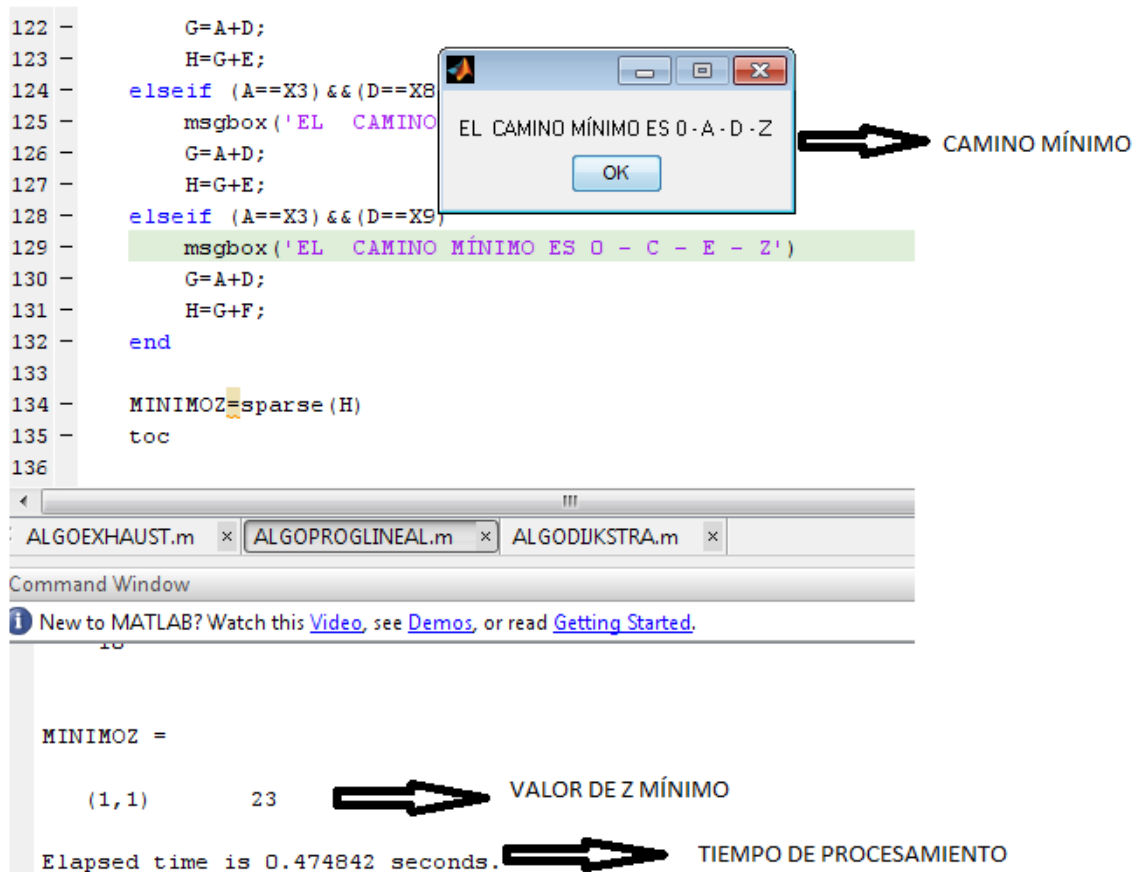 122 - G=A+D;
123 - H=G+E;
124 - elseif (A==X3)&&(D==X8
125 - msgbox('EL CAMINO
126 - G=A+D;
127 - H=G+E;
128 - elseif (A==X3)&&(D==X9)
129 - msgbox('EL CAMINO MÍNIMO ES O - C - E - Z')
130 - G=A+D;
131 - H=G+F;
132 - end
133
134 - MINIMOZ=sparse(H)
135 - toc
136
EL CAMINO MÍNIMO ES O - A - D - Z
OK
CAMINO MÍNIMO
ALGOEXHAUST.m × ALGOPROGLINEAL.m × ALGODIJKSTRA.m ×
Command Window
New to MATLAB? Watch this Video, see Demos, or read Getting Started.
MINIMOZ =
(1,1) 23
VALOR DE Z MÍNIMO
Elapsed time is 0.474842 seconds.
TIEMPO DE PROCESAMIENTO